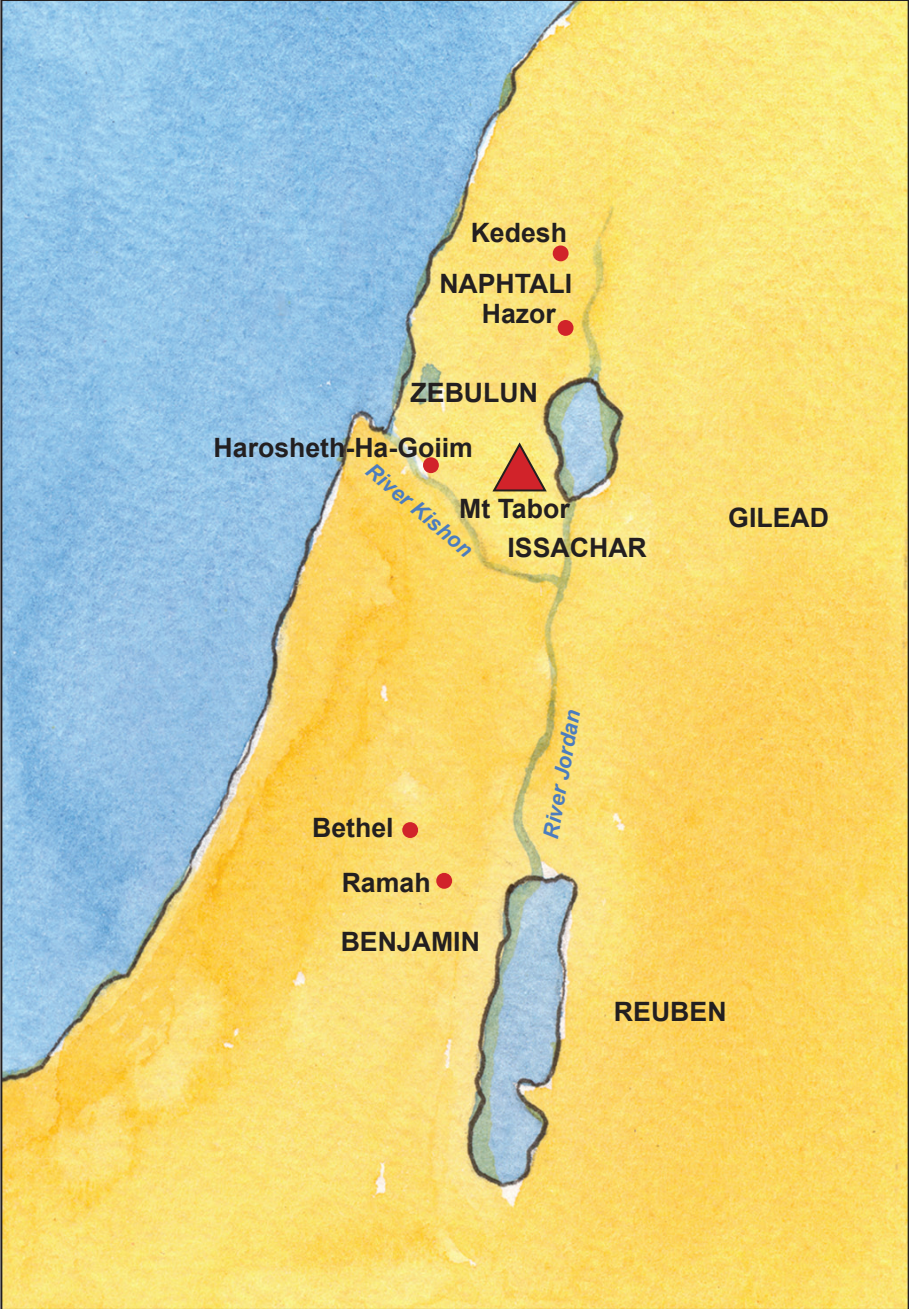 Kedesh
NAPHTALI
Hazor
ZEBULUN
Harosheth-Ha-Goiim
River Kishon
Mt Tabor
GILEAD
ISSACHAR
River Jordan
Bethel
Ramah
BENJAMIN
REUBEN